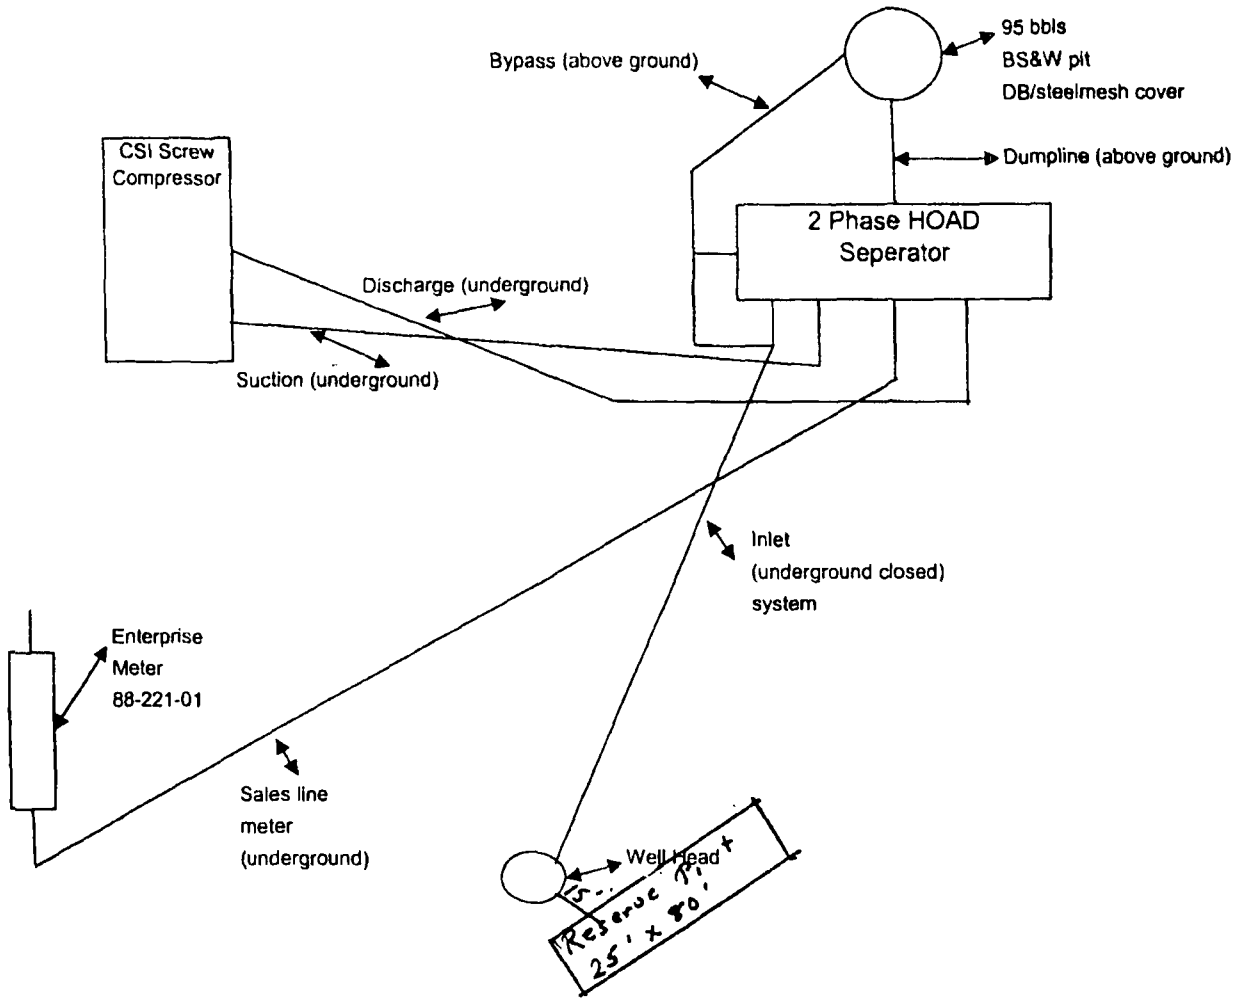 95 bbls
BS&W pit
DB/steelmesh cover
Bypass (above ground)
Dumpline (above ground)
CSI Screw
Compressor
2 Phase HOAD
Seperator
Discharge (underground)
Suction (underground)
Inlet
(underground closed)
system
Enterprise
Meter
88-221-01
Sales line
meter
(underground)
Well Head
Reserve Pit
25' x 80'